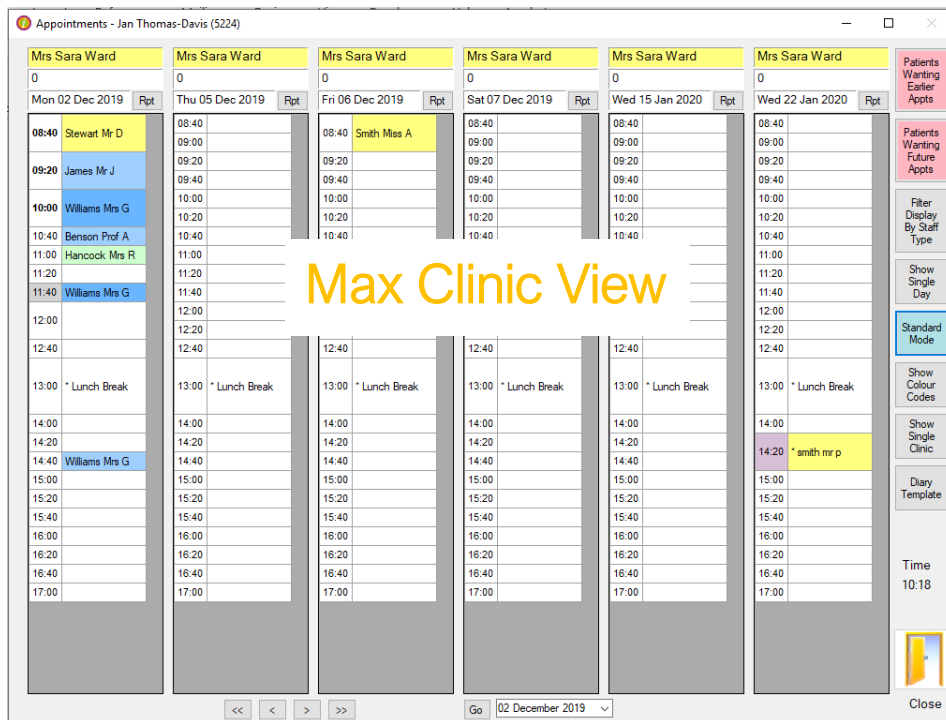 Appointments - Jan Thomas-Davis (5224)
Mrs Sara Ward
0
Mon 02 Dec 2019 Rpt
08:40 Stewart Mr D
09:20 James Mr J
10:00 Williams Mrs G
10:40 Benson Prof A
11:00 Hancock Mrs R
11:20
11:40 Williams Mrs G
12:00
12:40
13:00 * Lunch Break
14:00
14:20
14:40 Williams Mrs G
15:00
15:20
15:40
16:00
16:20
16:40
17:00
Mrs Sara Ward
0
Thu 05 Dec 2019 Rpt
08:40
09:00
09:20
09:40
10:00
10:20
10:40
11:00
11:20
11:40
12:00
12:20
12:40
13:00 * Lunch Break
14:00
14:20
14:40
15:00
15:20
15:40
16:00
16:20
16:40
17:00
Mrs Sara Ward
0
Fri 06 Dec 2019 Rpt
08:40 Smith Miss A
09:20
09:40
10:00
10:20
10:40
Max Clinic View
12:40
13:00 * Lunch Break
14:00
14:20
14:40
15:00
15:20
15:40
16:00
16:20
16:40
17:00
Mrs Sara Ward
0
Sat 07 Dec 2019 Rpt
08:40
09:00
09:20
09:40
10:00
10:20
10:40
12:40
13:00 * Lunch Break
14:00
14:20
14:40
15:00
15:20
15:40
16:00
16:20
16:40
17:00
Mrs Sara Ward
0
Wed 15 Jan 2020 Rpt
08:40
09:00
09:20
09:40
10:00
10:20
10:40
12:40
13:00 * Lunch Break
14:00
14:20
14:40
15:00
15:20
15:40
16:00
16:20
16:40
17:00
Mrs Sara Ward
0
Wed 22 Jan 2020 Rpt
08:40
09:00
09:20
09:40
10:00
10:20
10:40
11:00
11:20
11:40
12:00
12:20
12:40
13:00 * Lunch Break
14:00
14:20 * smith mr p
15:00
15:20
15:40
16:00
16:20
16:40
17:00
Patients
Wanting
Earlier
Appts
Patients
Wanting
Future
Appts
Filter
Display
By Staff
Type
Show
Single
Day
Standard
Mode
Show
Colour
Codes
Show
Single
Clinic
Diary
Template
Time
10:18
Close
<< < > >>
Go 02 December 2019